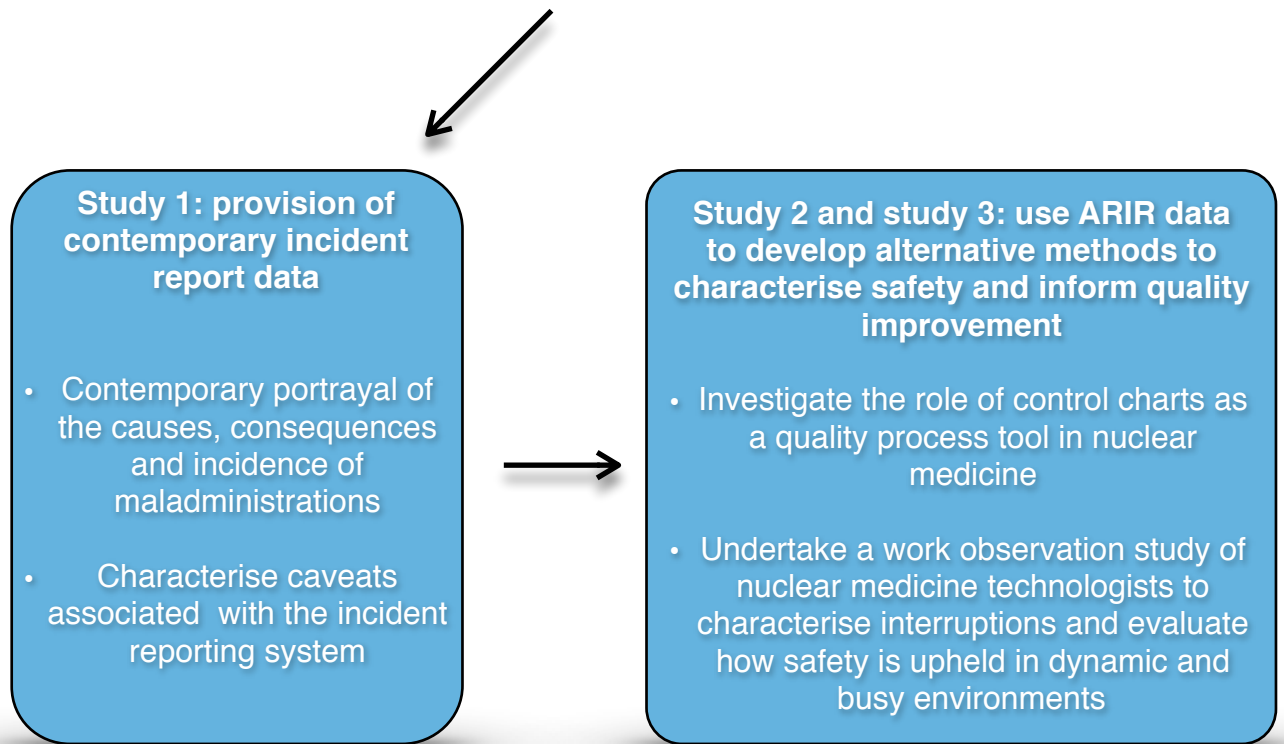 Study 1: provision of
contemporary incident
report data
• Contemporary portrayal of
the causes, consequences
and incidence of
maladministrations
• Characterise caveats
associated with the incident
reporting system
Study 2 and study 3: use ARIR data
to develop alternative methods to
characterise safety and inform quality
improvement
• Investigate the role of control charts as
a quality process tool in nuclear
medicine
• Undertake a work observation study of
nuclear medicine technologists to
characterise interruptions and evaluate
how safety is upheld in dynamic and
busy environments